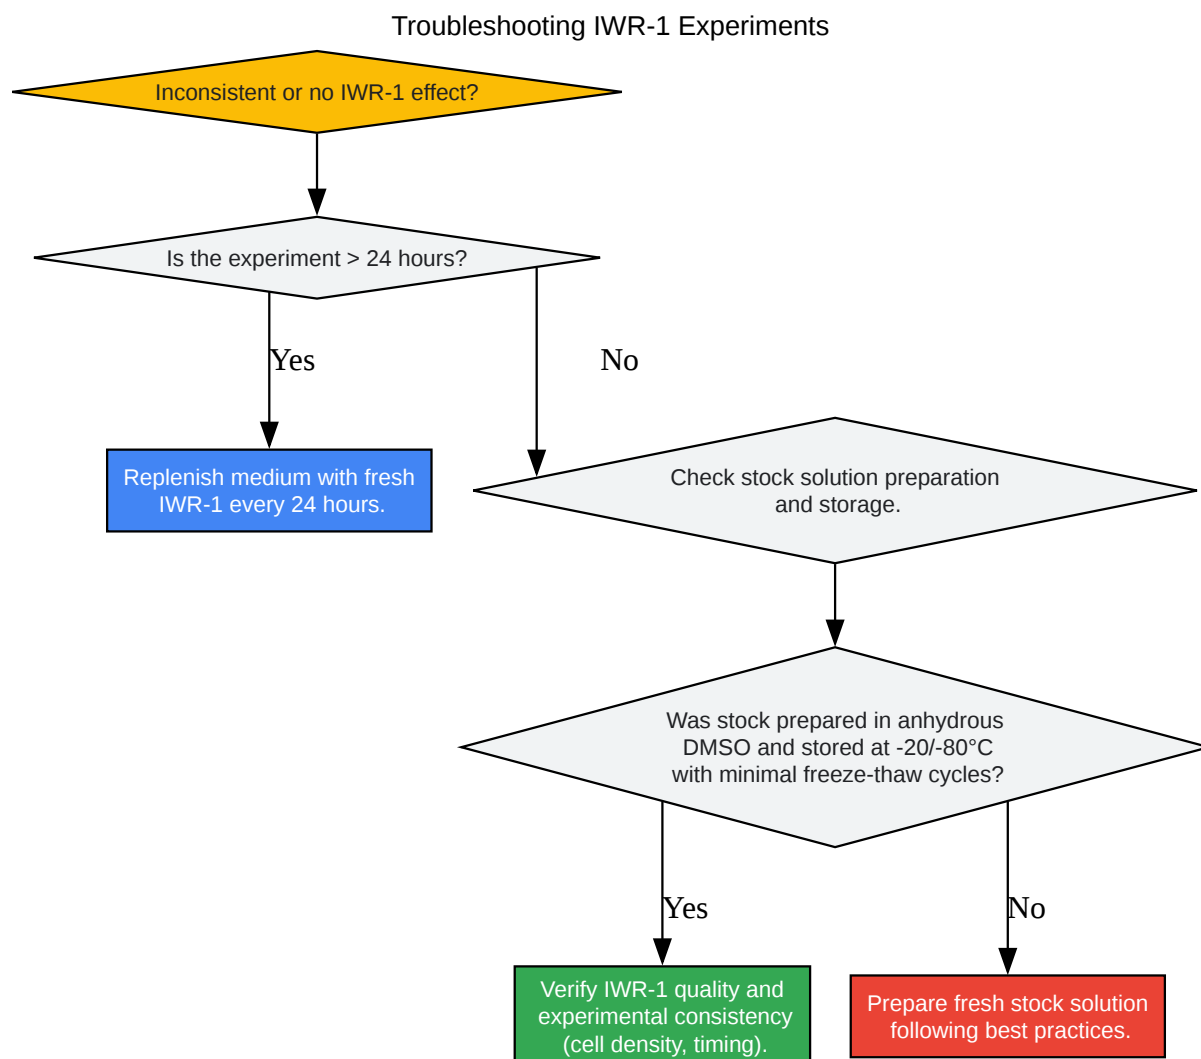 Troubleshooting IWR-1 Experiments
Inconsistent or no IWR-1 effect?
Is the experiment > 24 hours?
Yes
No
Replenish medium with fresh
IWR-1 every 24 hours.
Check stock solution preparation
and storage.
Was stock prepared in anhydrous
DMSO and stored at -20/-80°C
with minimal freeze-thaw cycles?
Yes
No
Verify IWR-1 quality and
experimental consistency
(cell density, timing).
Prepare fresh stock solution
following best practices.